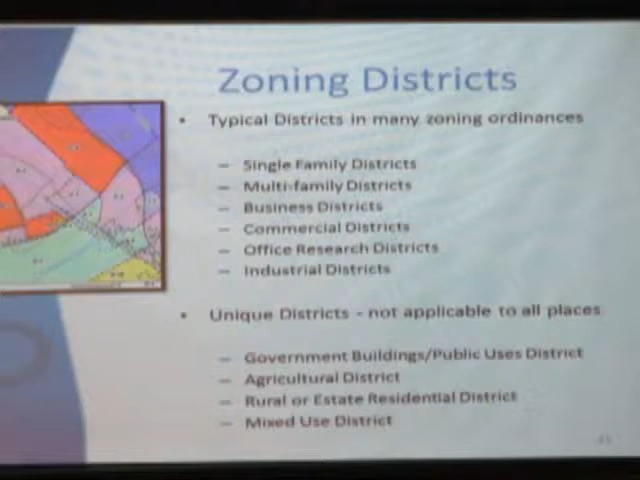 Zoning Districts
• Typical Districts in many zoning ordinances
– Single Family Districts
– Multi-family Districts
– Business Districts
– Commercial Districts
– Office Research Districts
– Industrial Districts
• Unique Districts - not applicable to all places
– Government Buildings/Public Uses District
– Agricultural District
– Rural or Estate Residential District
– Mixed Use District